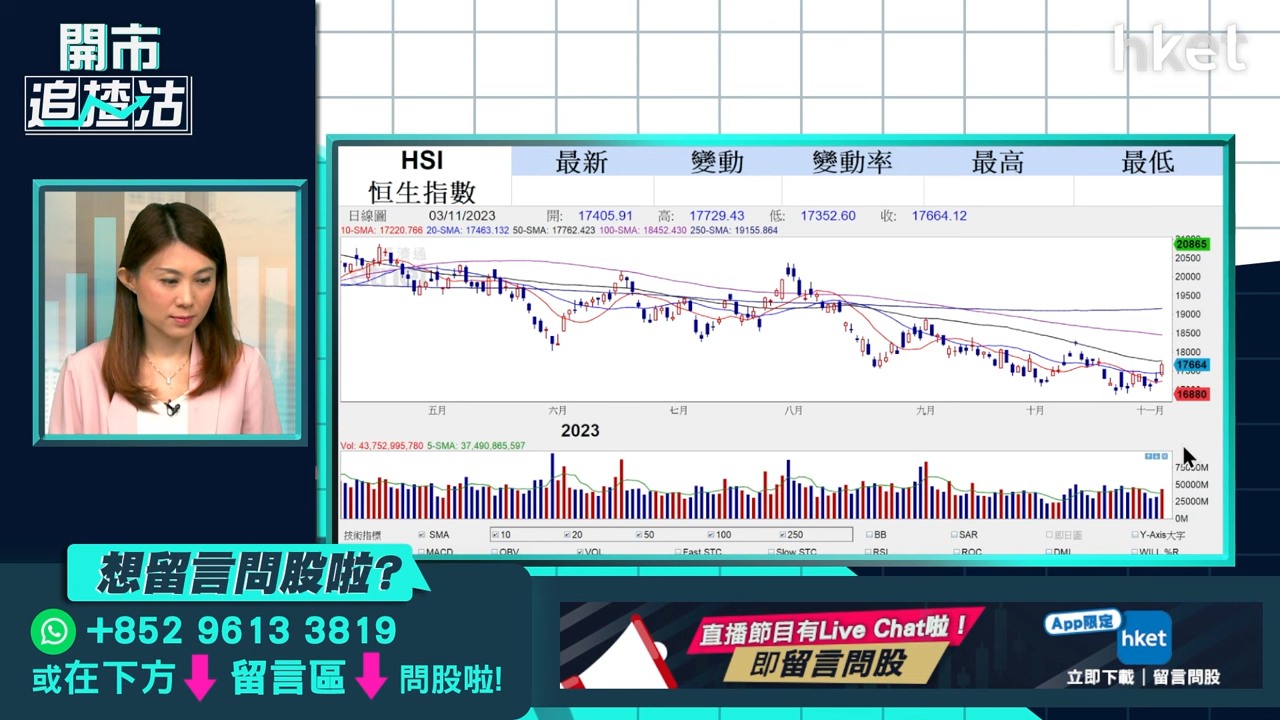 開市
追揸沽
hket
HSI 最新 變動 變動率 最高 最低
恒生指數
日線圖 03/11/2023 開: 17405.91 高: 17729.43 低: 17352.60 收: 17664.12
10-SMA: 17220.766 20-SMA: 17463.132 50-SMA: 17762.423 100-SMA: 18452.430 250-SMA: 19155.864
20865
20500
20000
19500
19000
18500
18000
17664
16880
五月 六月 七月 八月 九月 十月 十一月
2023
Vol: 43,752,995,780 5-SMA: 37,490,865,597
50000M
25000M
0M
技術指標 SMA 10 20 50 100 250 BB SAR 即日圖 Y-Axis大字
MACD OBV VOL Fast STC Slow STC RSI ROC DMI WILL %R
想留言問股啦?
+852 9613 3819
或在下方 留言區 問股啦!
直播節目有Live Chat啦！
即留言問股
App限定
hket
立即下載｜留言問股